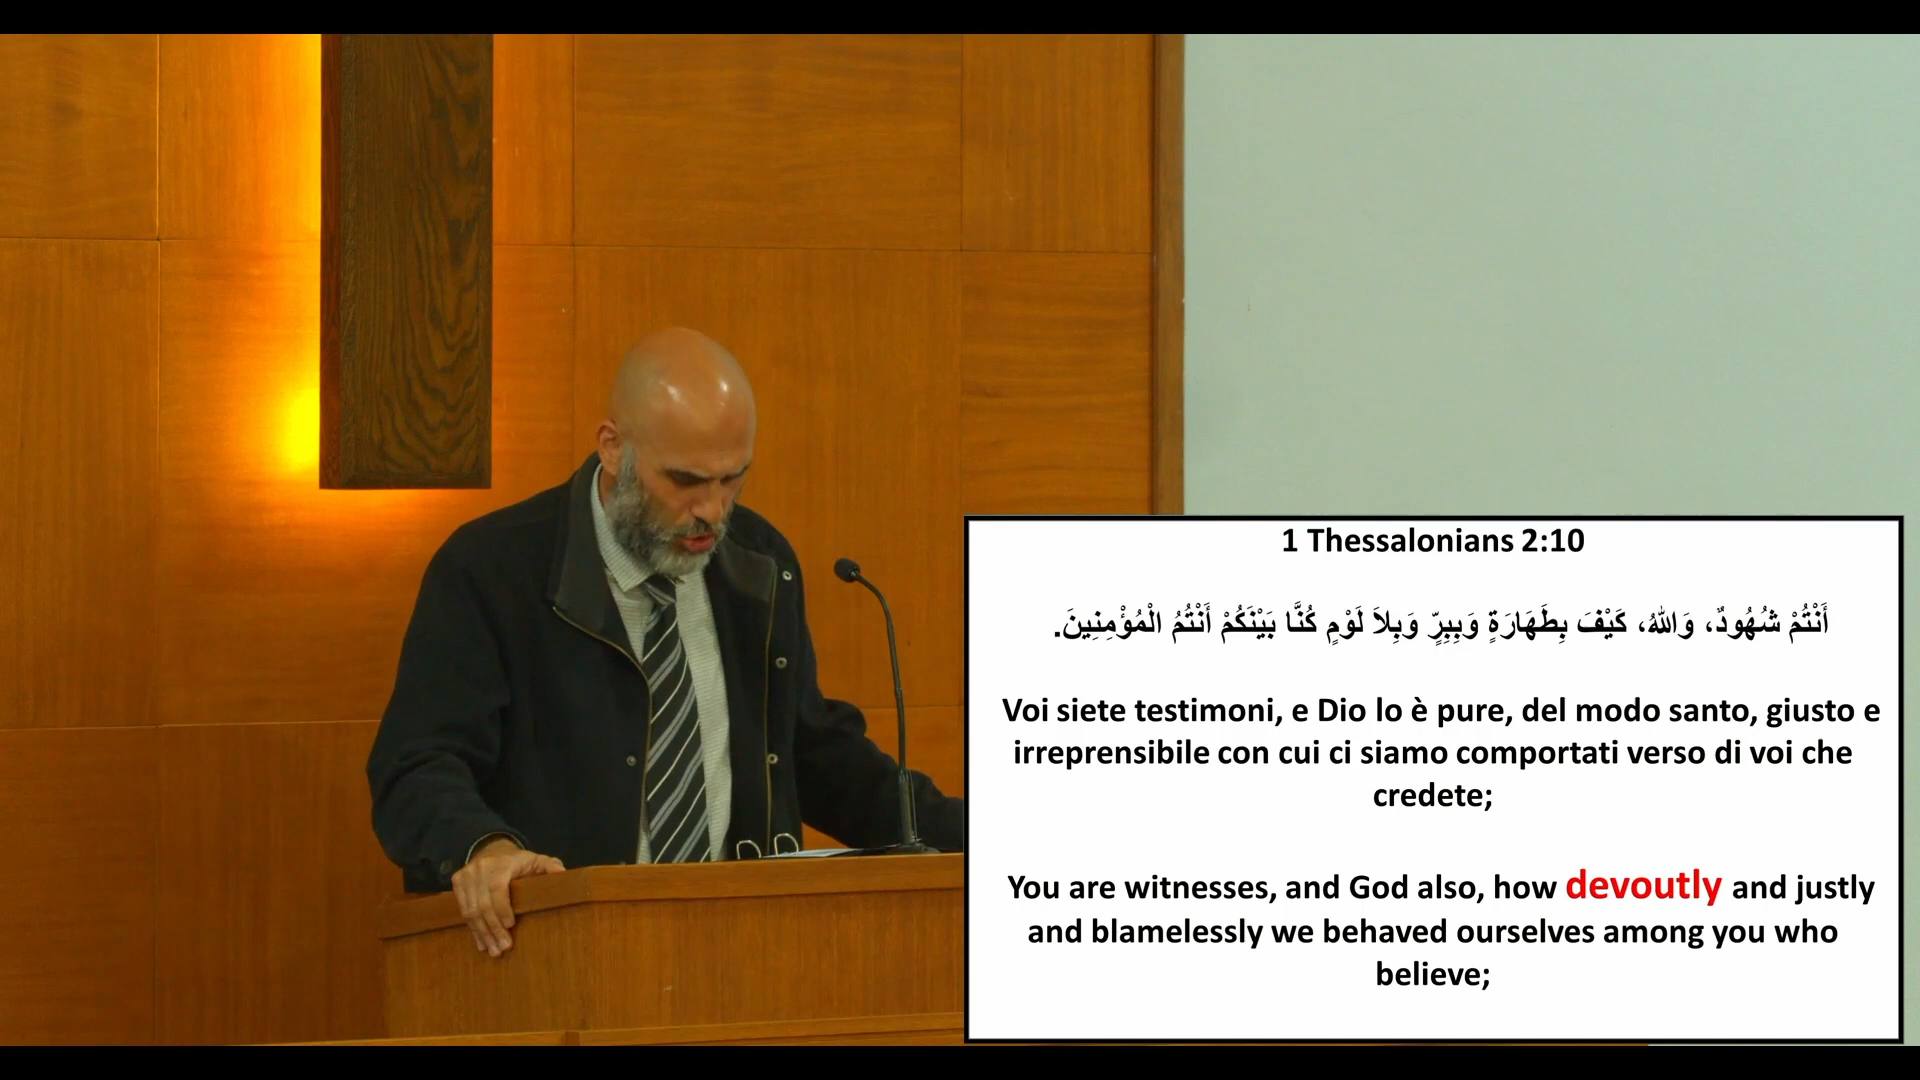 1 Thessalonians 2:10
أَنْتُمْ شُهُودٌ، وَاللهُ، كَيْفَ بِطَهَارَةٍ وَبِبِرٍّ وَبِلاَ لَوْمٍ كُنَّا بَيْنَكُمْ أَنْتُمُ الْمُؤْمِنِينَ.
Voi siete testimoni, e Dio lo è pure, del modo santo, giusto e
irreprensibile con cui ci siamo comportati verso di voi che
credete;
You are witnesses, and God also, how devoutly and justly
and blamelessly we behaved ourselves among you who
believe;